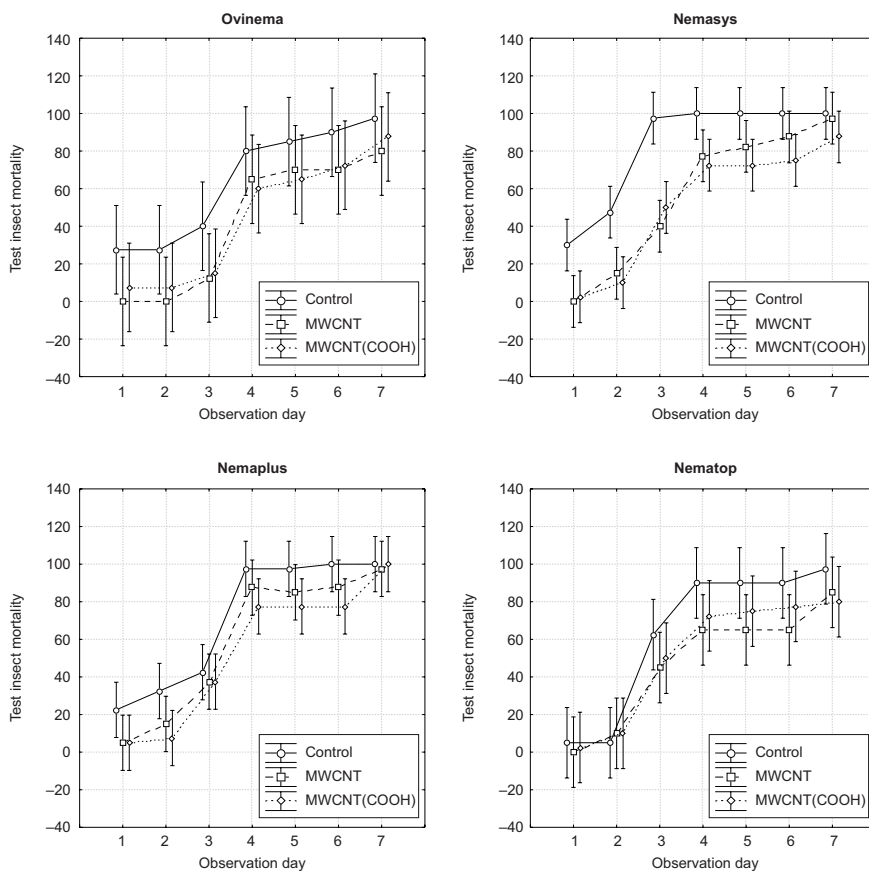 Ovinema
140
120
100
80
60
40
20
0
–20
–40
Test insect mortality
1 2 3 4 5 6 7
Observation day
Control
MWCNT
MWCNT(COOH)
Nemasys
140
120
100
80
60
40
20
0
–20
–40
Test insect mortality
1 2 3 4 5 6 7
Observation day
Control
MWCNT
MWCNT(COOH)
Nemaplus
140
120
100
80
60
40
20
0
–20
–40
Test insect mortality
1 2 3 4 5 6 7
Observation day
Control
MWCNT
MWCNT(COOH)
Nematop
140
120
100
80
60
40
20
0
–20
–40
Test insect mortality
1 2 3 4 5 6 7
Observation day
Control
MWCNT
MWCNT(COOH)